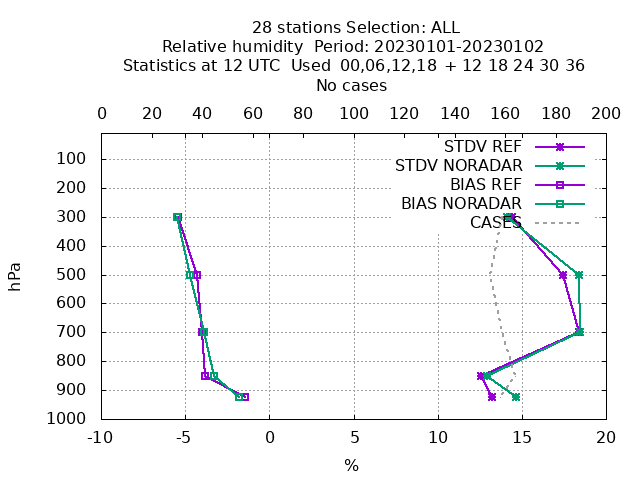 28 stations Selection: ALL
Relative humidity  Period: 20230101-20230102
Statistics at 12 UTC  Used  00,06,12,18  + 12 18 24 30 36
No cases
0 20 40 60 80 100 120 140 160 180 200
STDV REF
STDV NORADAR
BIAS REF
BIAS NORADAR
CASES
100
200
300
400
500
600
700
800
900
1000
hPa
-10 -5 0 5 10 15 20
%